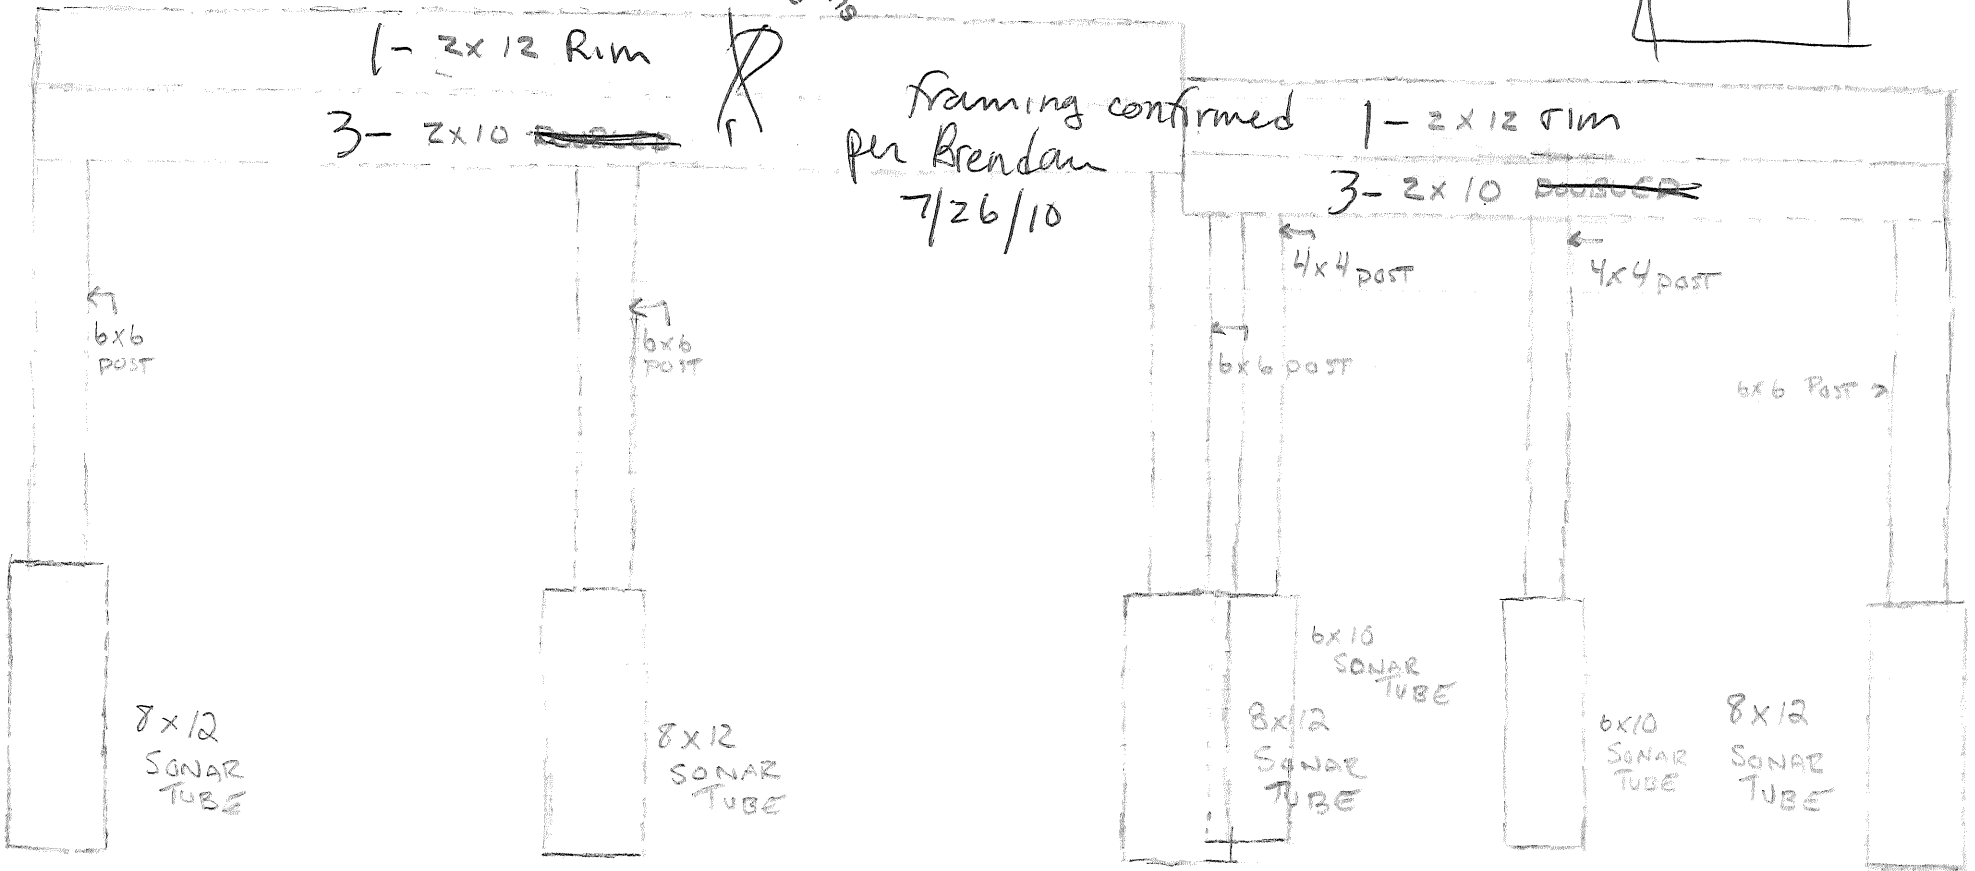 1- 2x12 Rim
3- 2x10 DOUBLED
framing confirmed
per Brendan
7/26/10
1- 2x12 rim
3- 2x10 DOUBLED
4x4 POST
4x4 POST
6x6
POST
6x6
POST
6x6 POST
6x6 POST
6x10
SONAR
TUBE
8x12
SONAR
TUBE
8x12
SONAR
TUBE
8x12
SONAR
TUBE
6x10
SONAR
TUBE
8x12
SONAR
TUBE